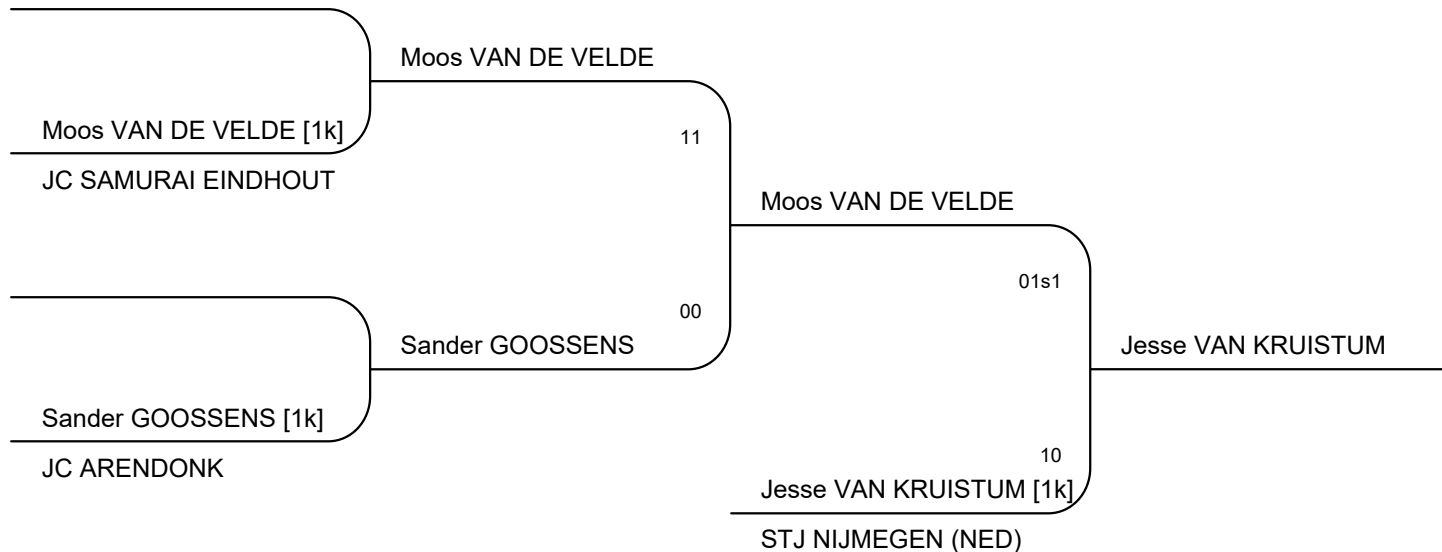 Moos VAN DE VELDE
Moos VAN DE VELDE [1k]
11
JC SAMURAI EINDHOUT
Moos VAN DE VELDE
01s1
00
Sander GOOSSENS
Jesse VAN KRUISTUM
Sander GOOSSENS [1k]
JC ARENDONK
10
Jesse VAN KRUISTUM [1k]
STJ NIJMEGEN (NED)